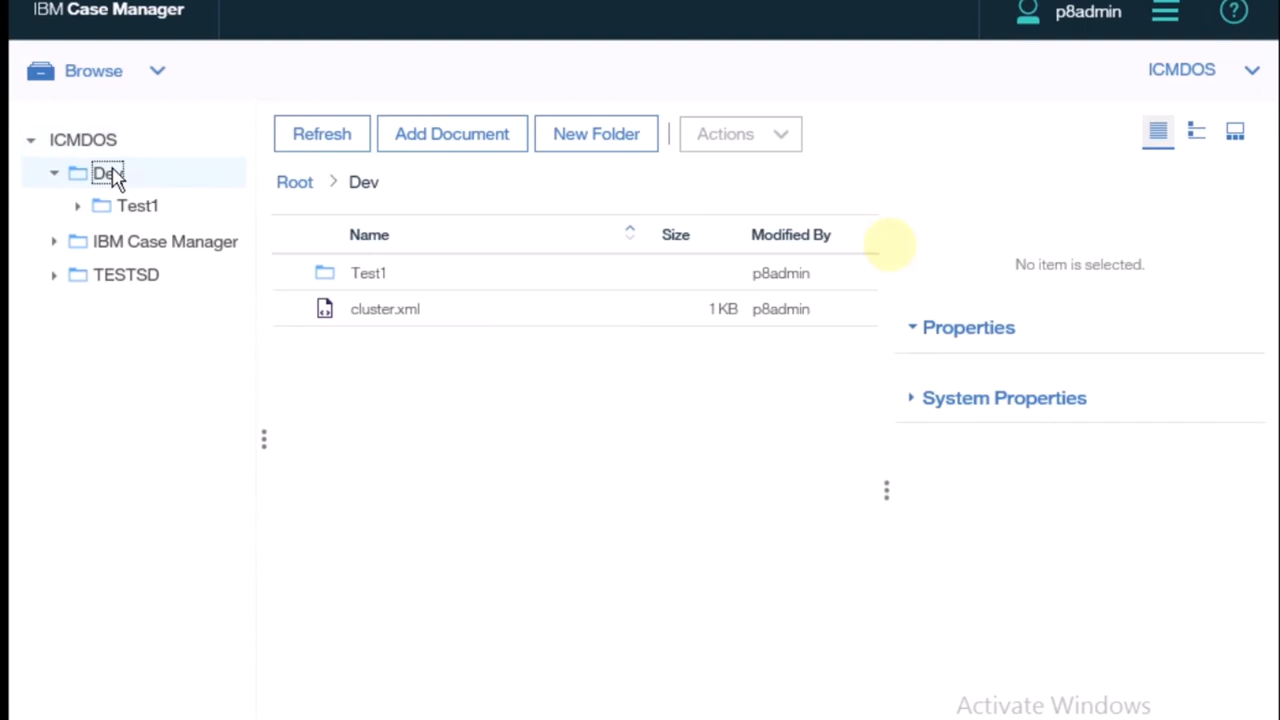 IBM Case Manager
p8admin
?
Browse
ICMDOS
ICMDOS
Test1
IBM Case Manager
TESTSD
Refresh
Add Document
New Folder
Actions
Root > Dev
Name Size Modified By
Test1 p8admin
cluster.xml 1 KB p8admin
No item is selected.
Properties
System Properties
Activate Windows